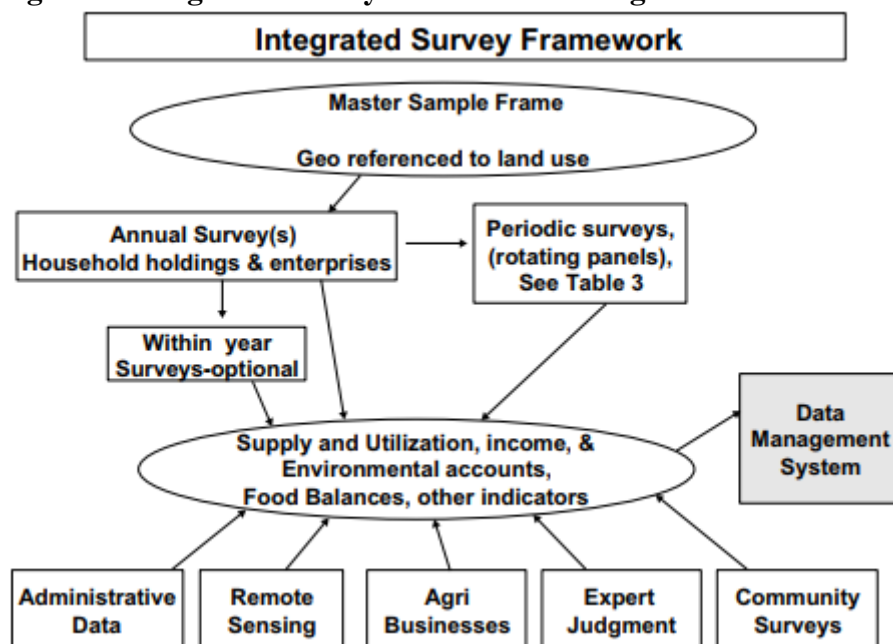 Integrated Survey Framework
Master Sample Frame
Geo referenced to land use
Annual Survey(s)
Household holdings & enterprises
Periodic surveys,
(rotating panels),
See Table 3
Within year
Surveys-optional
Supply and Utilization, income, &
Environmental accounts,
Food Balances, other indicators
Data
Management
System
Administrative
Data
Remote
Sensing
Agri
Businesses
Expert
Judgment
Community
Surveys